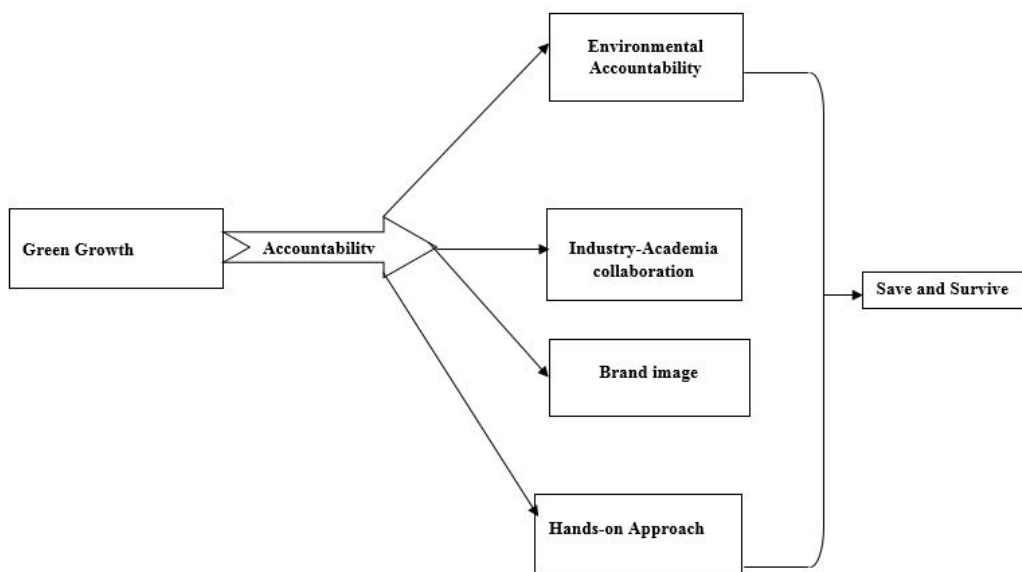 Environmental
Accountability
Green Growth
Accountability
Industry-Academia
collaboration
Save and Survive
Brand image
Hands-on Approach